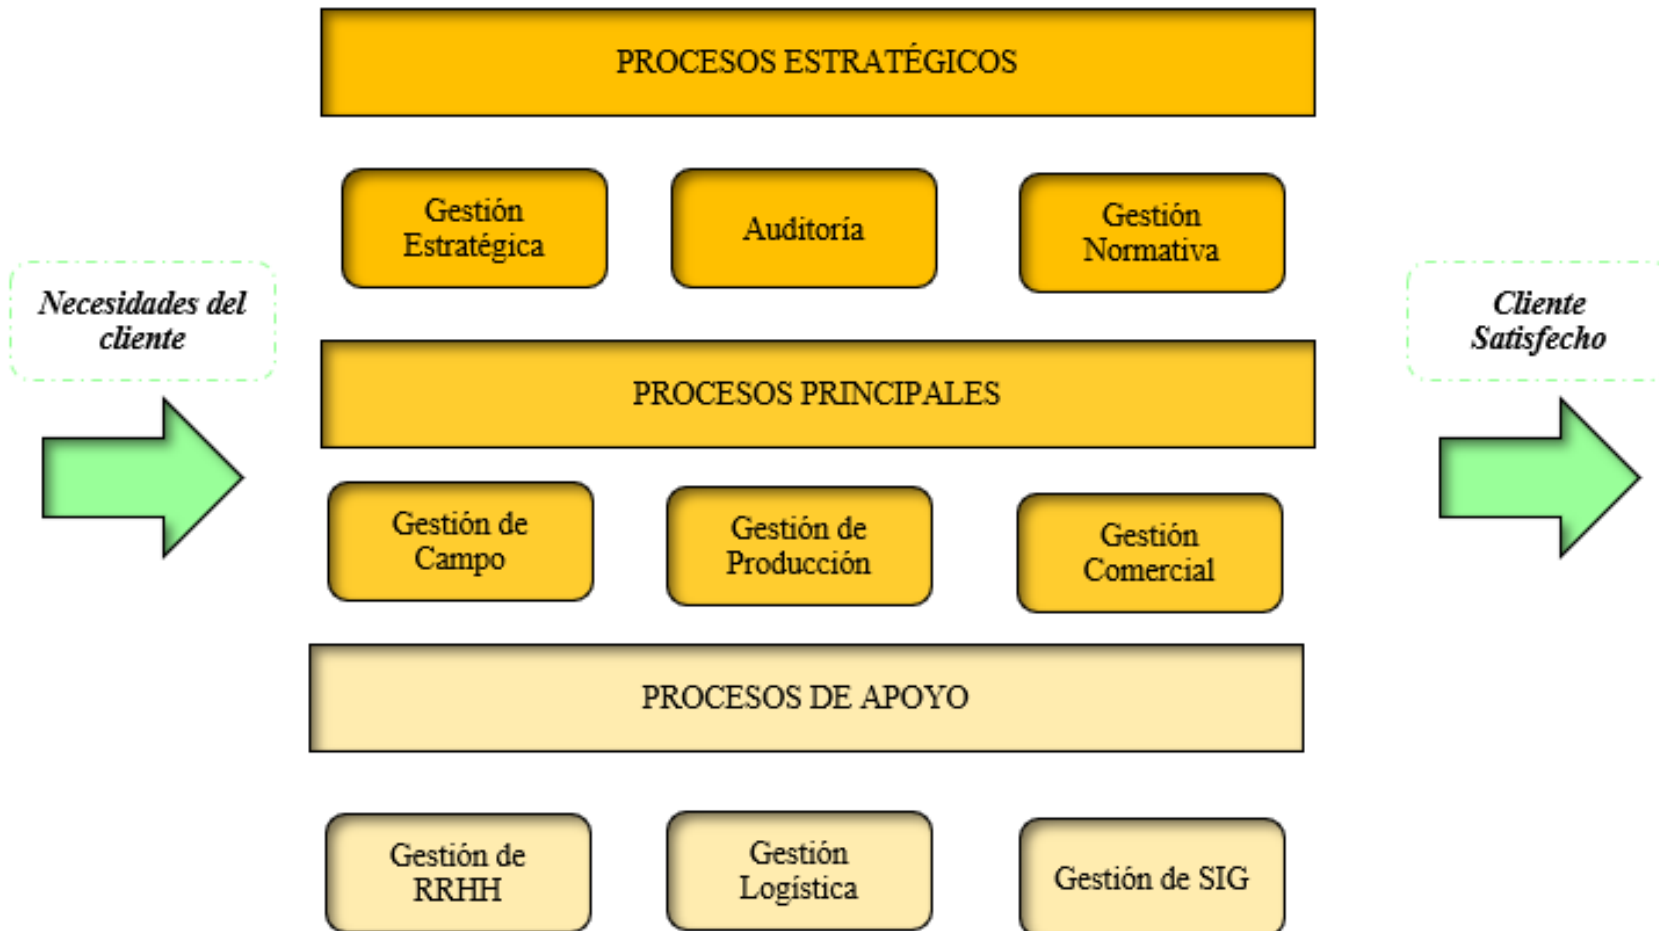 PROCESOS ESTRATÉGICOS
Gestión
Estratégica
Auditoría
Gestión
Normativa
Necesidades del
cliente
Cliente
Satisfecho
PROCESOS PRINCIPALES
Gestión de
Campo
Gestión de
Producción
Gestión
Comercial
PROCESOS DE APOYO
Gestión de
RRHH
Gestión
Logística
Gestión de SIG